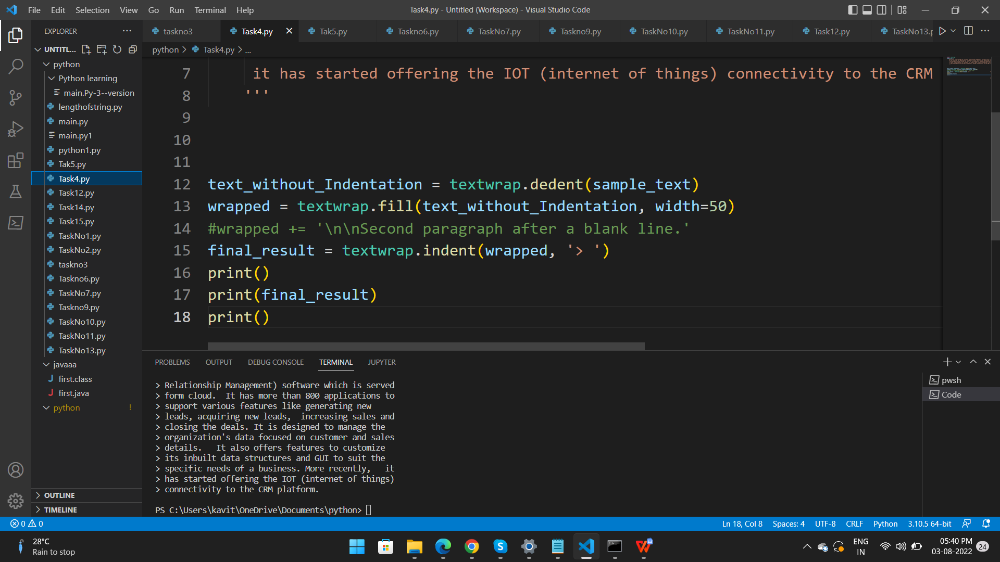 File Edit Selection View Go Run Terminal Help
Task4.py - Untitled (Workspace) - Visual Studio Code
EXPLORER
taskno3 Task4.py Tak5.py Taskno6.py TaskNo7.py Taskno9.py TaskNo10.py TaskNo11.py Task12.py TaskNo13.p
UNTITL...
python > Task4.py > ...
python
Python learning
main.Py-3--version
lengthofstring.py
main.py
main.py1
python1.py
Tak5.py
Task4.py
Task12.py
Task14.py
Task15.py
TaskNo1.py
TaskNo2.py
taskno3
Taskno6.py
TaskNo7.py
Taskno9.py
TaskNo10.py
TaskNo11.py
TaskNo13.py
javaaa
J first.class
J first.java
python !
OUTLINE
TIMELINE
7 it has started offering the IOT (internet of things) connectivity to the CRM
8 '''
9
10
11
12 text_without_Indentation = textwrap.dedent(sample_text)
13 wrapped = textwrap.fill(text_without_Indentation, width=50)
14 #wrapped += '\n\nSecond paragraph after a blank line.'
15 final_result = textwrap.indent(wrapped, '> ')
16 print()
17 print(final_result)
18 print()
PROBLEMS OUTPUT DEBUG CONSOLE TERMINAL JUPYTER
> Relationship Management) software which is served
> form cloud.  It has more than 800 applications to
> support various features like generating new
> leads, acquiring new leads,  increasing sales and
> closing the deals. It is designed to manage the
> organization's data focused on customer and sales
> details.   It also offers features to customize
> its inbuilt data structures and GUI to suit the
> specific needs of a business. More recently,   it
> has started offering the IOT (internet of things)
> connectivity to the CRM platform.
PS C:\Users\kavit\OneDrive\Documents\python>
pwsh
Code
0 0
Ln 18, Col 8 Spaces: 4 UTF-8 CRLF Python 3.10.5 64-bit
28°C
Rain to stop
ENG
IN
05:40 PM
03-08-2022
24